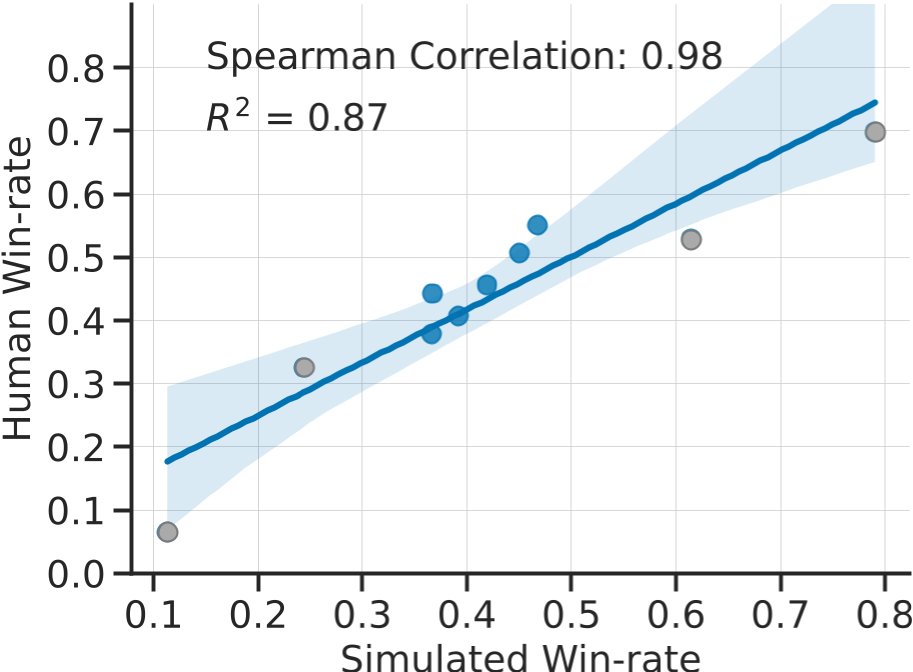 Spearman Correlation: 0.98
R² = 0.87
Human Win-rate
0.8
0.7
0.6
0.5
0.4
0.3
0.2
0.1
0.0
0.1 0.2 0.3 0.4 0.5 0.6 0.7 0.8
Simulated Win-rate